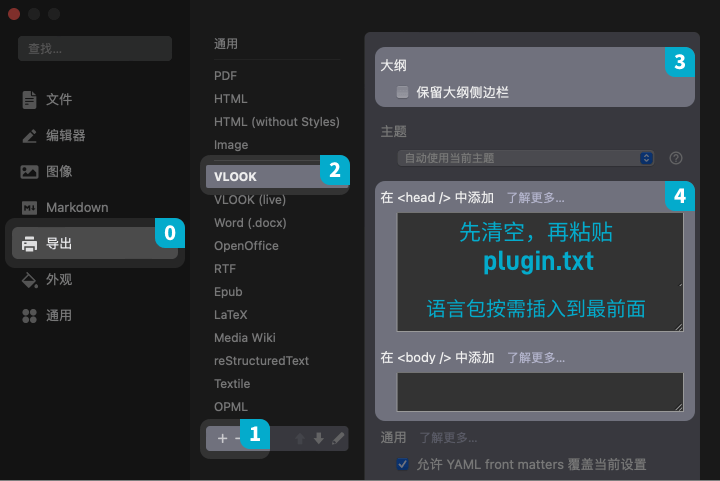 查找...
文件
编辑器
图像
Markdown
导出
0
外观
通用
通用
PDF
HTML
HTML (without Styles)
Image
VLOOK
2
VLOOK (live)
Word (.docx)
OpenOffice
RTF
Epub
LaTeX
Media Wiki
reStructuredText
Textile
OPML
+ −
1
大纲
3
保留大纲侧边栏
主题
自动使用当前主题
在 <head /> 中添加 了解更多...
4
先清空，再粘贴
plugin.txt
语言包按需插入到最前面
在 <body /> 中添加 了解更多...
通用 了解更多...
允许 YAML front matters 覆盖当前设置